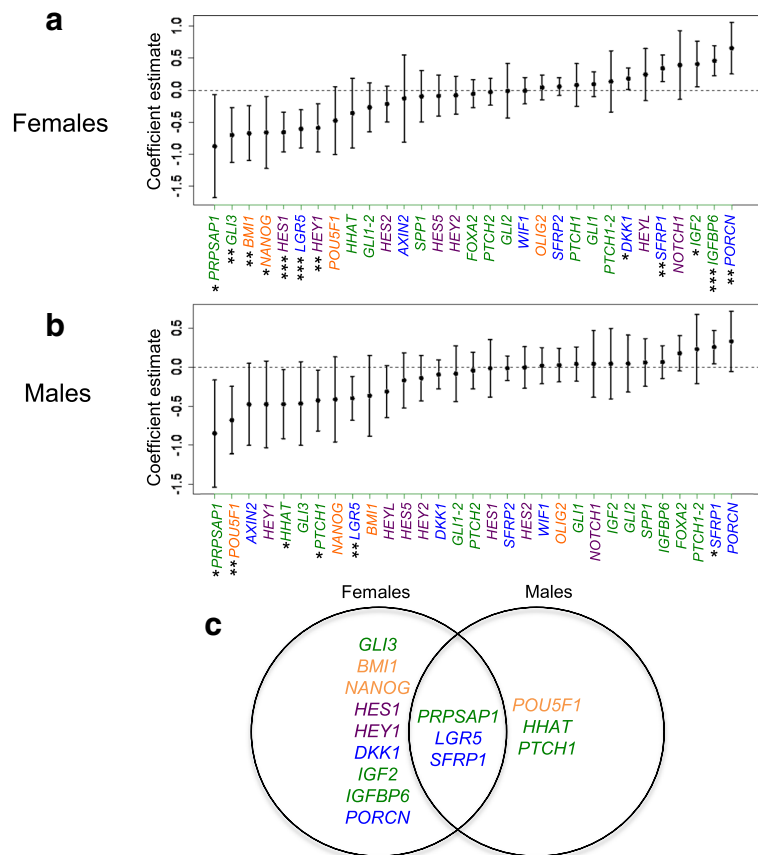 a
Females
Coefficient estimate
1.0
0.5
0.0
-0.5
-1.0
-1.5
* PRPSAP1
** GLI3
** BMI1
* NANOG
*** HES1
*** LGR5
** HEY1
POU5F1
HHAT
GLI1-2
HES2
AXIN2
SPP1
HES5
HEY2
FOXA2
PTCH2
GLI2
WIF1
OLIG2
SFRP2
PTCH1
GLI1
PTCH1-2
* DKK1
HEYL
** SFRP1
NOTCH1
* IGF2
*** IGFBP6
** PORCN
b
Males
Coefficient estimate
0.5
0.0
-0.5
-1.0
-1.5
* PRPSAP1
** POU5F1
AXIN2
HEY1
* HHAT
GLI3
* PTCH1
NANOG
** LGR5
BMI1
HEYL
HES5
HEY2
DKK1
GLI1-2
PTCH2
HES1
SFRP2
HES2
WIF1
OLIG2
GLI1
NOTCH1
IGF2
GLI2
SPP1
IGFBP6
FOXA2
PTCH1-2
* SFRP1
PORCN
c
Females
Males
GLI3
BMI1
NANOG
HES1
HEY1
DKK1
IGF2
IGFBP6
PORCN
PRPSAP1
LGR5
SFRP1
POU5F1
HHAT
PTCH1